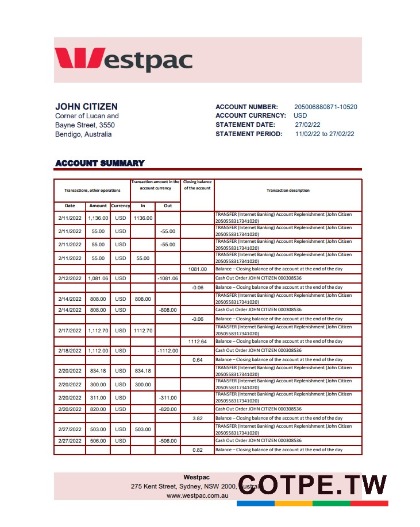 Westpac
JOHN CITIZEN
Corner of Lucan and
Bayne Street, 3550
Bendigo, Australia
ACCOUNT NUMBER: 205006880871-10520
ACCOUNT CURRENCY: USD
STATEMENT DATE: 27/02/22
STATEMENT PERIOD: 11/02/22 to 27/02/22
ACCOUNT SUMMARY
Transactions, other operations
Transaction amount in the account currency
Closing balance of the account
Transaction description
Date Amount Currency In Out
2/11/2022 1,136.00 USD 1136.00 TRANSFER (Internet Banking) Account Replenishment (John Citizen
2050558317341020)
2/11/2022 55.00 USD -55.00 TRANSFER (Internet Banking) Account Replenishment (John Citizen
2050558317341020)
2/11/2022 55.00 USD -55.00 TRANSFER (Internet Banking) Account Replenishment (John Citizen
2050558317341020)
2/11/2022 55.00 USD 55.00 TRANSFER (Internet Banking) Account Replenishment (John Citizen
2050558317341020)
1081.00 Balance – Closing balance of the account at the end of the day
2/12/2022 1,081.06 USD -1081.06 Cash Out Order JOHN CITIZEN 000308536
-0.06 Balance – Closing balance of the account at the end of the day
2/14/2022 808.00 USD 808.00 TRANSFER (Internet Banking) Account Replenishment (John Citizen
2050558317341020)
2/14/2022 808.00 USD -808.00 Cash Out Order JOHN CITIZEN 000308536
-0.06 Balance – Closing balance of the account at the end of the day
2/17/2022 1,112.70 USD 1112.70 TRANSFER (Internet Banking) Account Replenishment (John Citizen
2050558317341020)
1112.64 Balance – Closing balance of the account at the end of the day
2/18/2022 1,112.00 USD -1112.00 Cash Out Order JOHN CITIZEN 000308536
0.64 Balance – Closing balance of the account at the end of the day
2/20/2022 834.18 USD 834.18 TRANSFER (Internet Banking) Account Replenishment (John Citizen
2050558317341020)
2/20/2022 300.00 USD 300.00 TRANSFER (Internet Banking) Account Replenishment (John Citizen
2050558317341020)
2/20/2022 311.00 USD -311.00 TRANSFER (Internet Banking) Account Replenishment (John Citizen
2050558317341020)
2/20/2022 820.00 USD -820.00 Cash Out Order JOHN CITIZEN 000308536
3.82 Balance – Closing balance of the account at the end of the day
2/27/2022 503.00 USD 503.00 TRANSFER (Internet Banking) Account Replenishment (John Citizen
2050558317341020)
2/27/2022 506.00 USD -506.00 Cash Out Order JOHN CITIZEN 000308536
0.82 Balance – Closing balance of the account at the end of the day
Westpac
275 Kent Street, Sydney, NSW 2000,
www.westpac.com.au
COTPE.TW